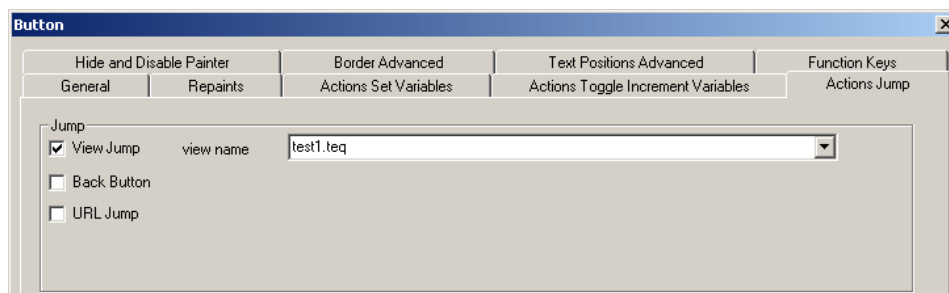 Button
Hide and Disable Painter Border Advanced Text Positions Advanced Function Keys
General Repaints Actions Set Variables Actions Toggle Increment Variables Actions Jump
Jump
View Jump view name test1.teq
Back Button
URL Jump